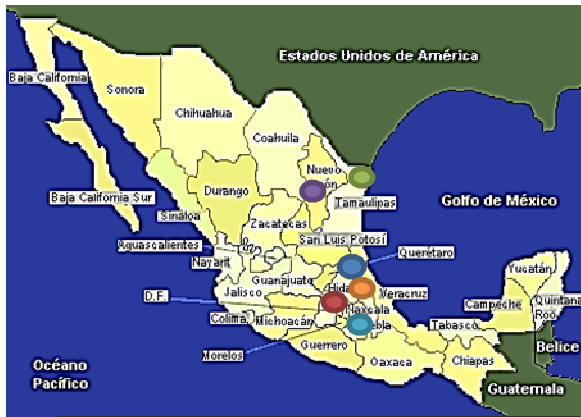 Estados Unidos de América
Baja California
Sonora
Chihuahua
Coahuila
Nuevo
Baja California Sur
Sinaloa
Durango
Tamaulipas
Golfo de México
Zacatecas
San Luis Potosí
Aguascalientes
Querétaro
Nayarit
Guanajuato
Yucatán
Jalisco
Veracruz
D.F.
Campeche
Quintana
Roo
Tlaxcala
Colima
Michoacán
Tabasco
Belice
Morelos
Guerrero
Oaxaca
Chiapas
Océano
Pacífico
Guatemala